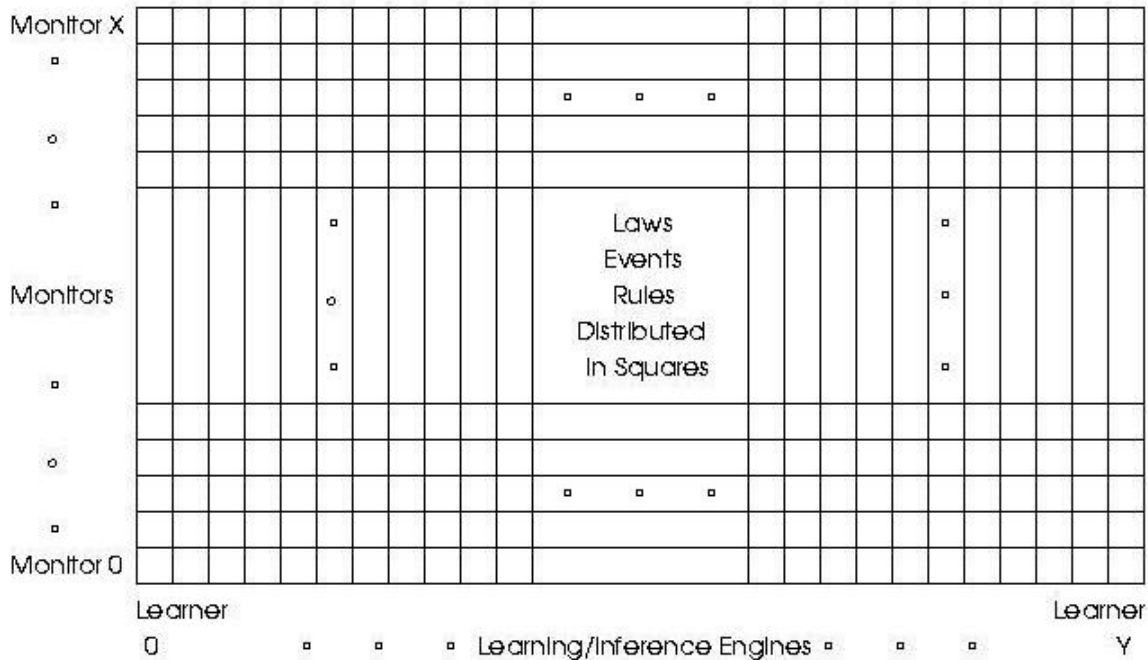 Monitor X
Laws
Events
Monitors
Rules
Distributed
In Squares
Monitor 0
Learner
Learner
0
Learning/Inference Engines
Y